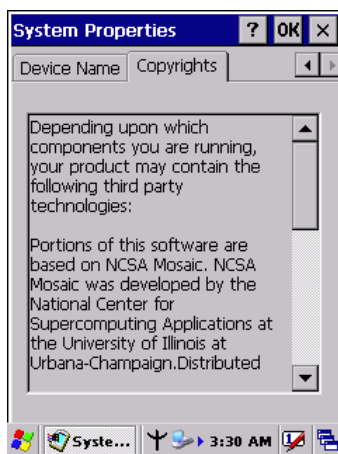 System Properties ? OK ×
Device Name Copyrights
Depending upon which
components you are running,
your product may contain the
following third party
technologies:
Portions of this software are
based on NCSA Mosaic. NCSA
Mosaic was developed by the
National Center for
Supercomputing Applications at
the University of Illinois at
Urbana-Champaign.Distributed
Syste... 3:30 AM